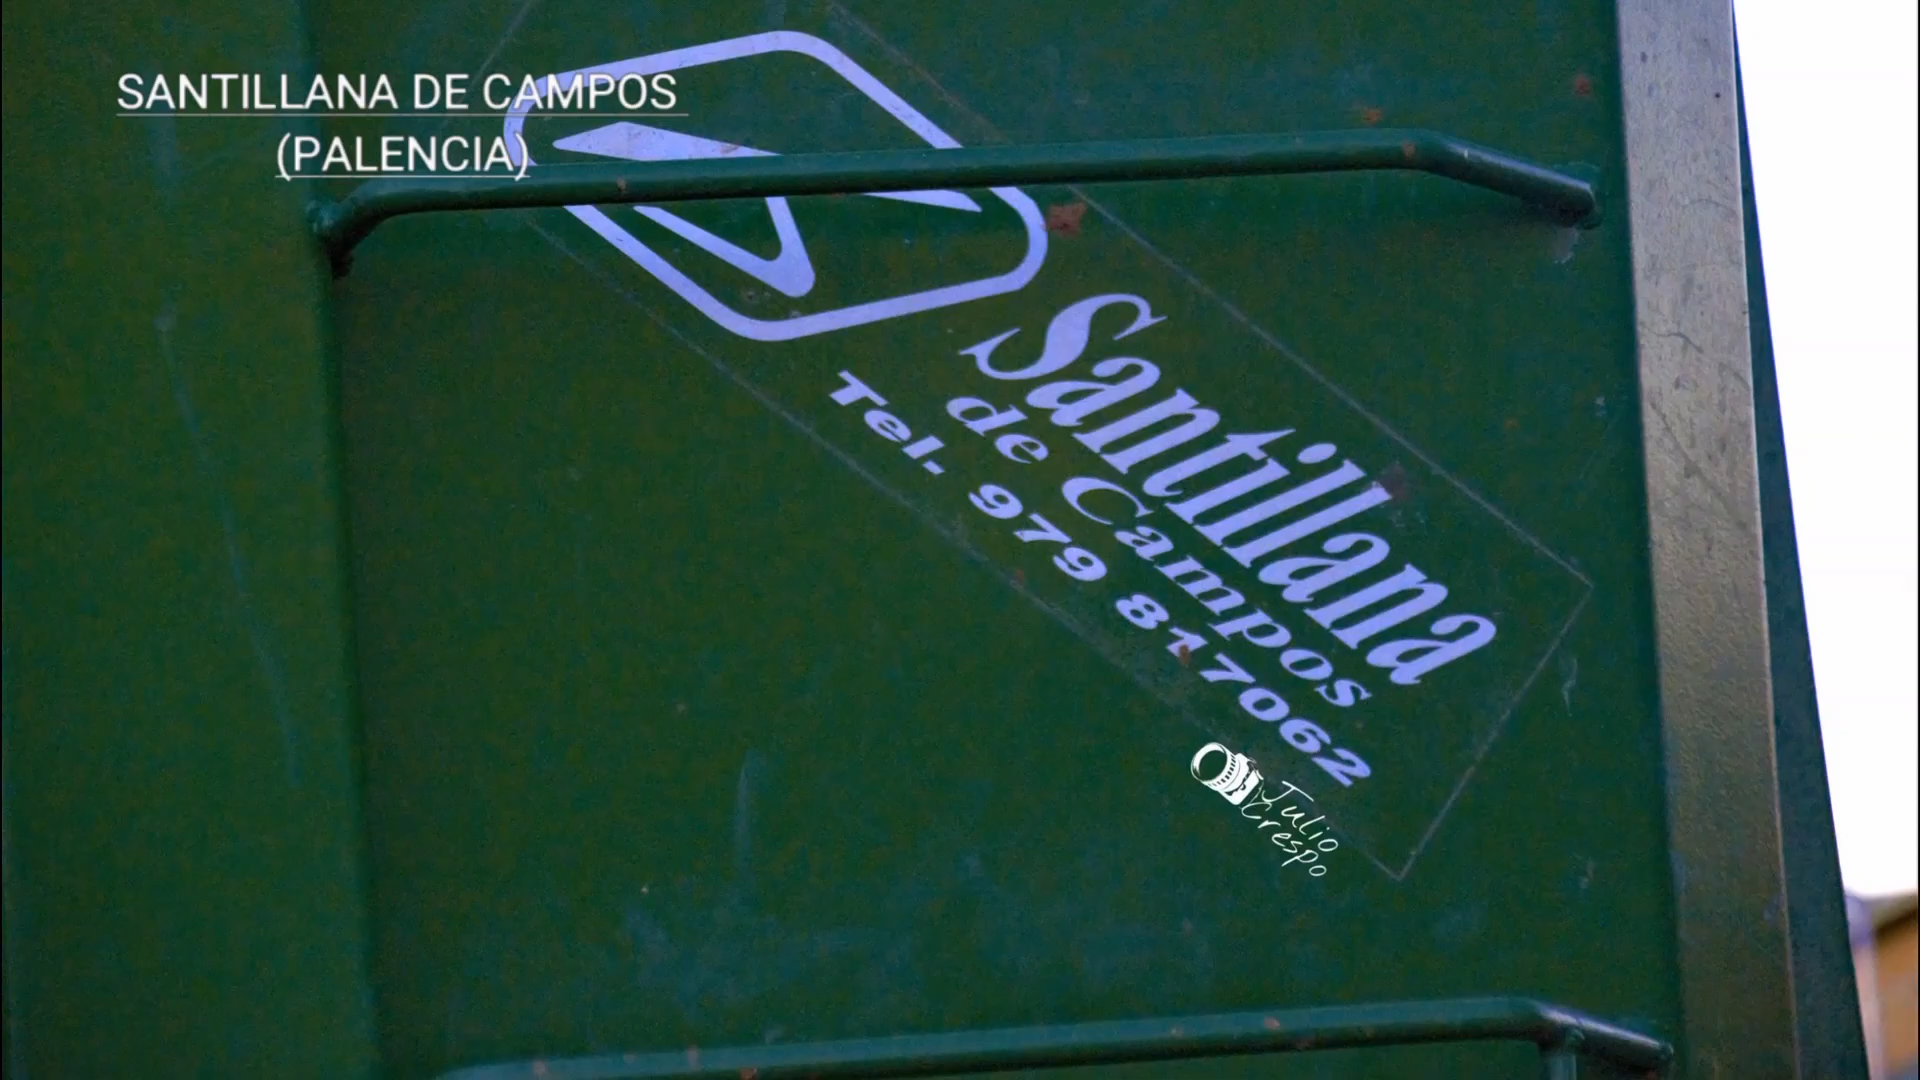 SANTILLANA DE CAMPOS
(PALENCIA)
Santillana
de Campos
Tel. 979 817062
Julio
Crespo